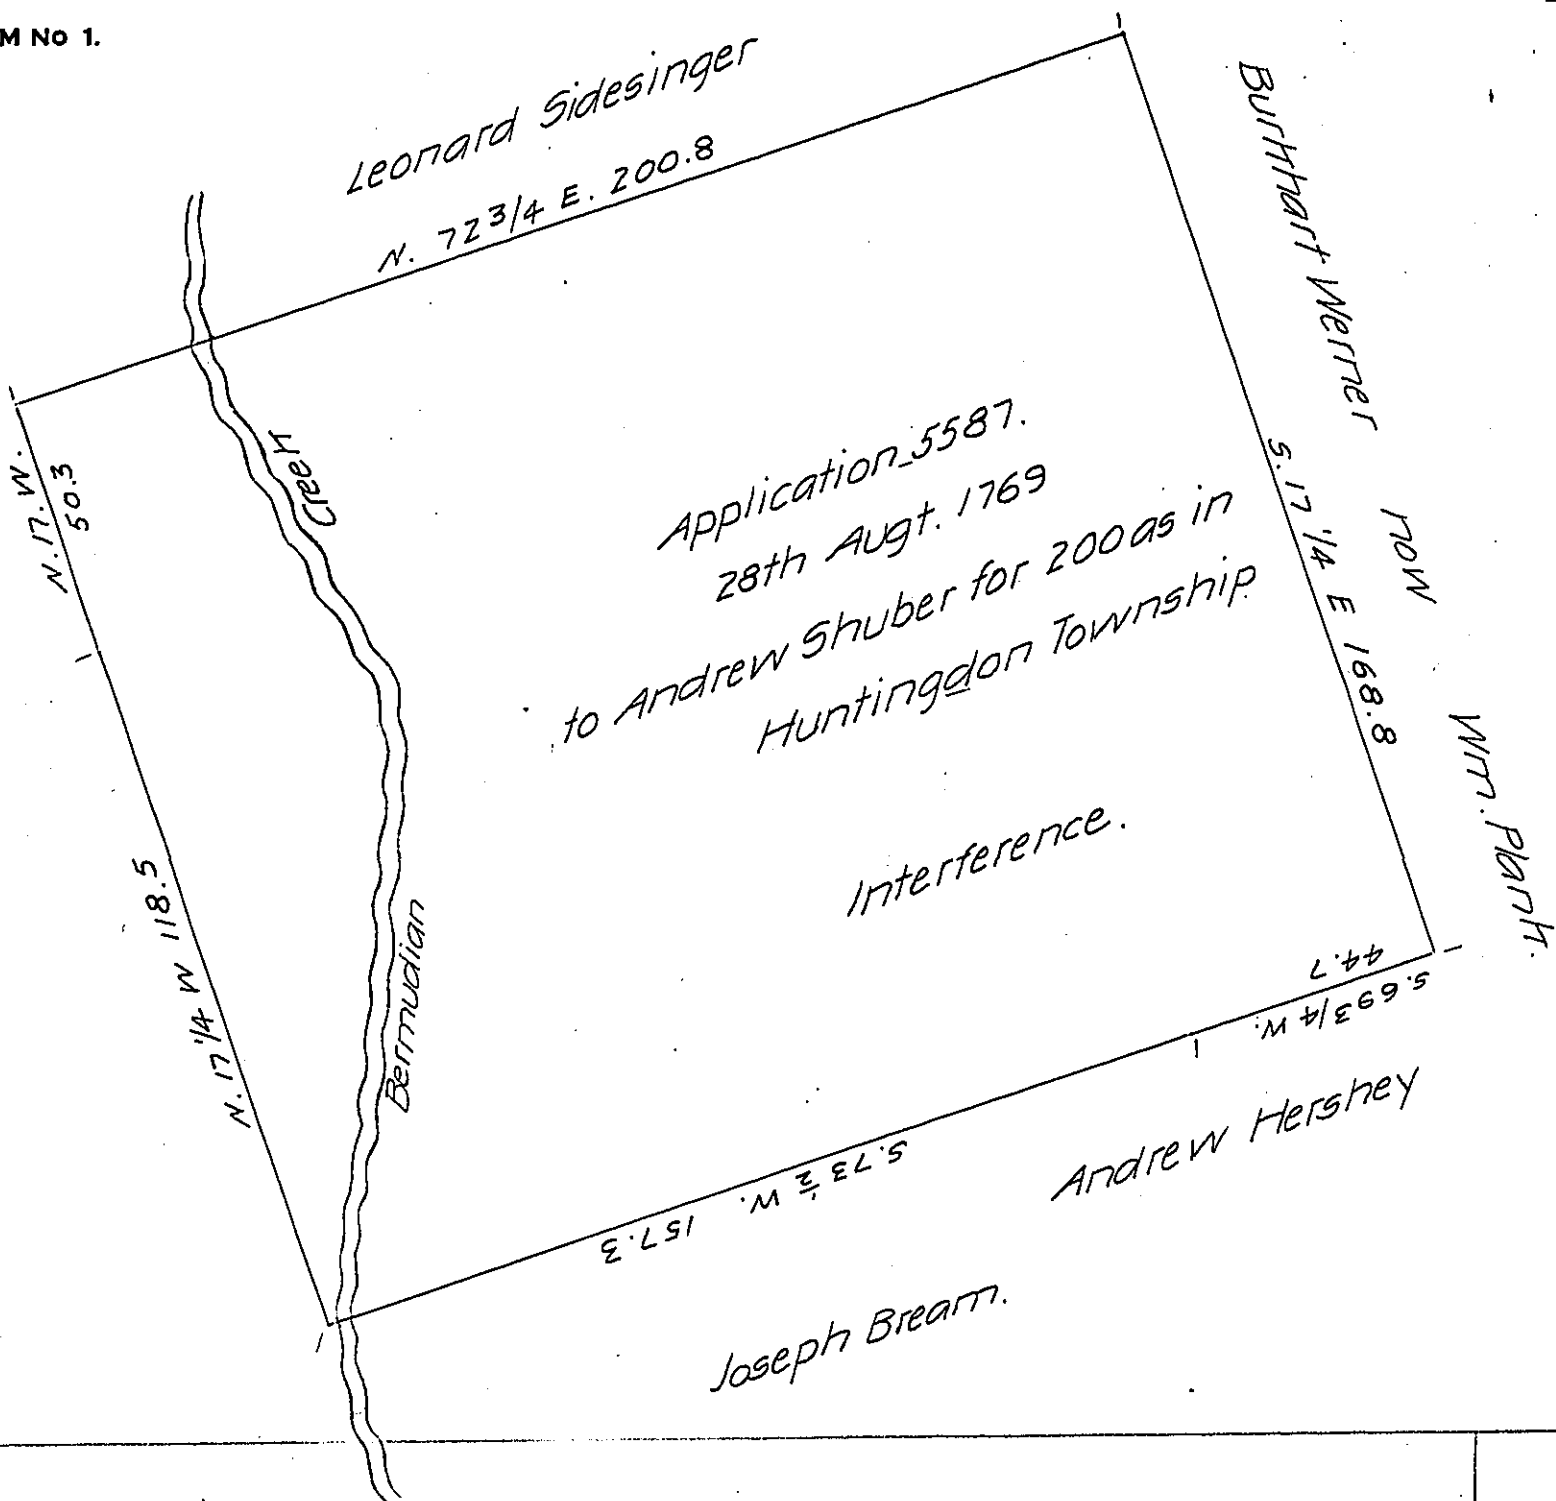 M No 1.
Leonard Sidesinger
N. 72 3/4 E. 200.8
Burkhart Werner now Wm. Plank.
S. 17 1/4 E 168.8
N. 17. W.
50.3
Creek
Application 5587.
28th Augt. 1769
to Andrew Shuber for 200 as in
Huntingdon Township
Interference.
N. 17 1/4 W 118.5
Bermudian
44.7
S. 69 3/4 W.
S. 73 1/2 W. 157.3
Andrew Hershey
Joseph Bream.